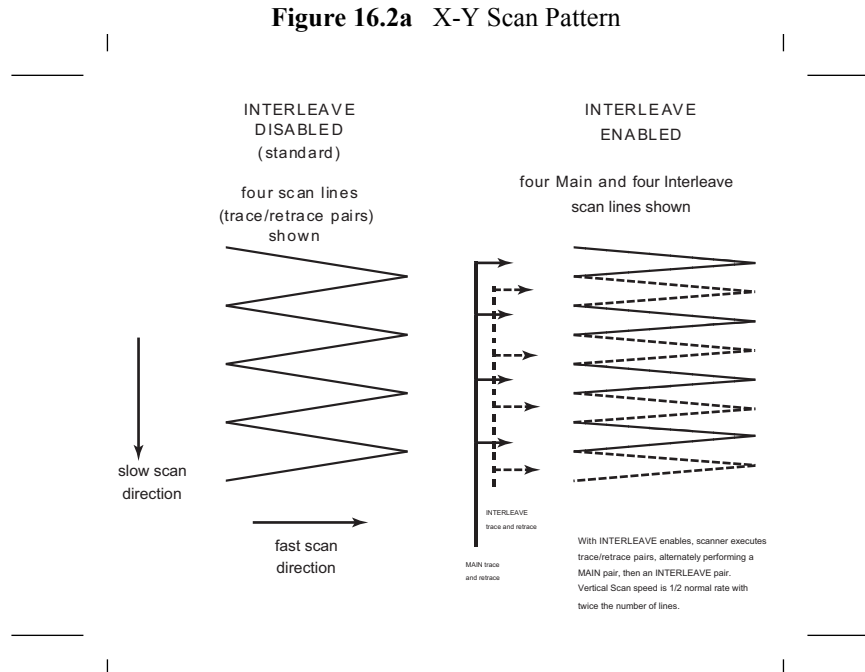 Figure 16.2a X-Y Scan Pattern
INTERLEAVE
DISABLED
(standard)
four scan lines
(trace/retrace pairs)
shown
slow scan
direction
fast scan
direction
INTERLEAVE
ENABLED
four Main and four Interleave
scan lines shown
INTERLEAVE
trace and retrace
MAIN trace
and retrace
With INTERLEAVE enables, scanner executes
trace/retrace pairs, alternately performing a
MAIN pair, then an INTERLEAVE pair.
Vertical Scan speed is 1/2 normal rate with
twice the number of lines.